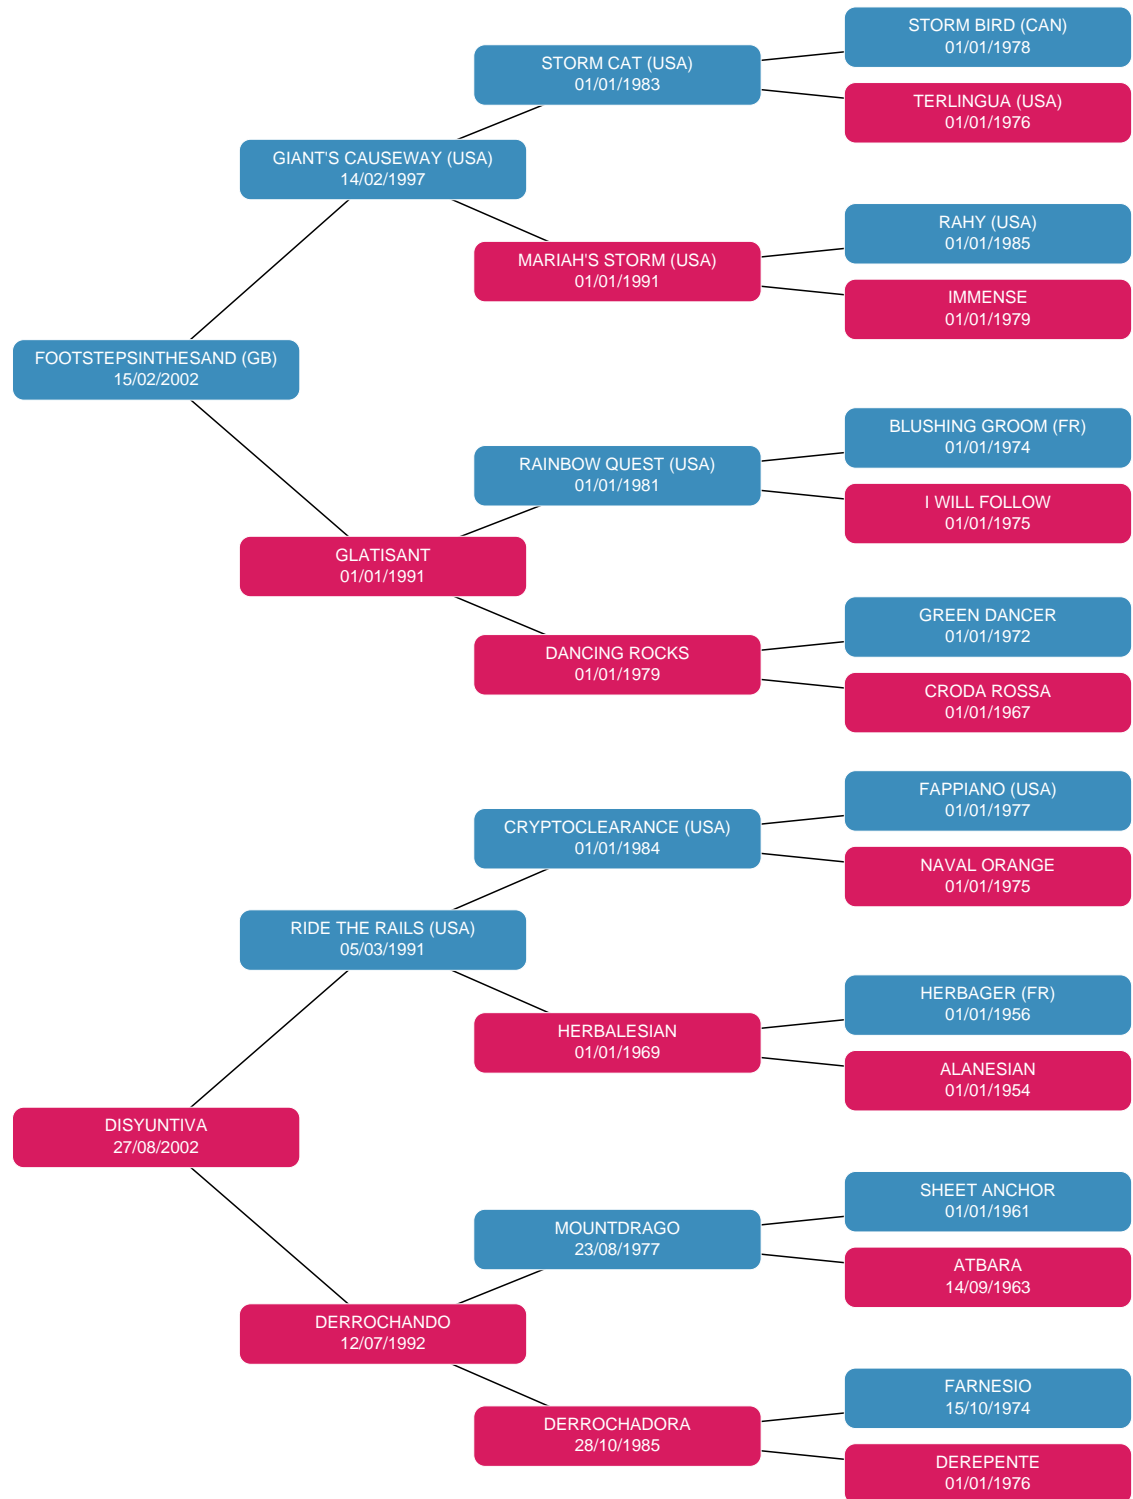 STORM BIRD (CAN)
01/01/1978
STORM CAT (USA)
01/01/1983
TERLINGUA (USA)
01/01/1976
GIANT'S CAUSEWAY (USA)
14/02/1997
RAHY (USA)
01/01/1985
MARIAH'S STORM (USA)
01/01/1991
IMMENSE
01/01/1979
FOOTSTEPSINTHESAND (GB)
15/02/2002
BLUSHING GROOM (FR)
01/01/1974
RAINBOW QUEST (USA)
01/01/1981
I WILL FOLLOW
01/01/1975
GLATISANT
01/01/1991
GREEN DANCER
01/01/1972
DANCING ROCKS
01/01/1979
CRODA ROSSA
01/01/1967
FAPPIANO (USA)
01/01/1977
CRYPTOCLEARANCE (USA)
01/01/1984
NAVAL ORANGE
01/01/1975
RIDE THE RAILS (USA)
05/03/1991
HERBAGER (FR)
01/01/1956
HERBALESIAN
01/01/1969
ALANESIAN
01/01/1954
DISYUNTIVA
27/08/2002
SHEET ANCHOR
01/01/1961
MOUNTDRAGO
23/08/1977
ATBARA
14/09/1963
DERROCHANDO
12/07/1992
FARNESIO
15/10/1974
DERROCHADORA
28/10/1985
DEREPENTE
01/01/1976